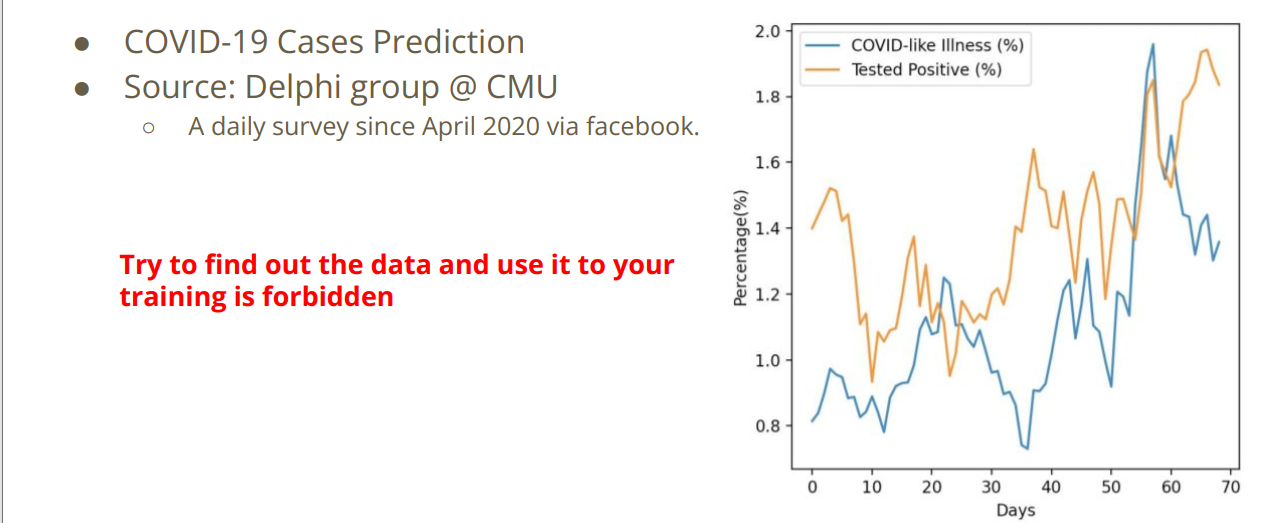 ● COVID-19 Cases Prediction
● Source: Delphi group @ CMU
○ A daily survey since April 2020 via facebook.
Try to find out the data and use it to your
training is forbidden
COVID-like Illness (%)
Tested Positive (%)
Percentage(%)
2.0
1.8
1.6
1.4
1.2
1.0
0.8
0 10 20 30 40 50 60 70
Days